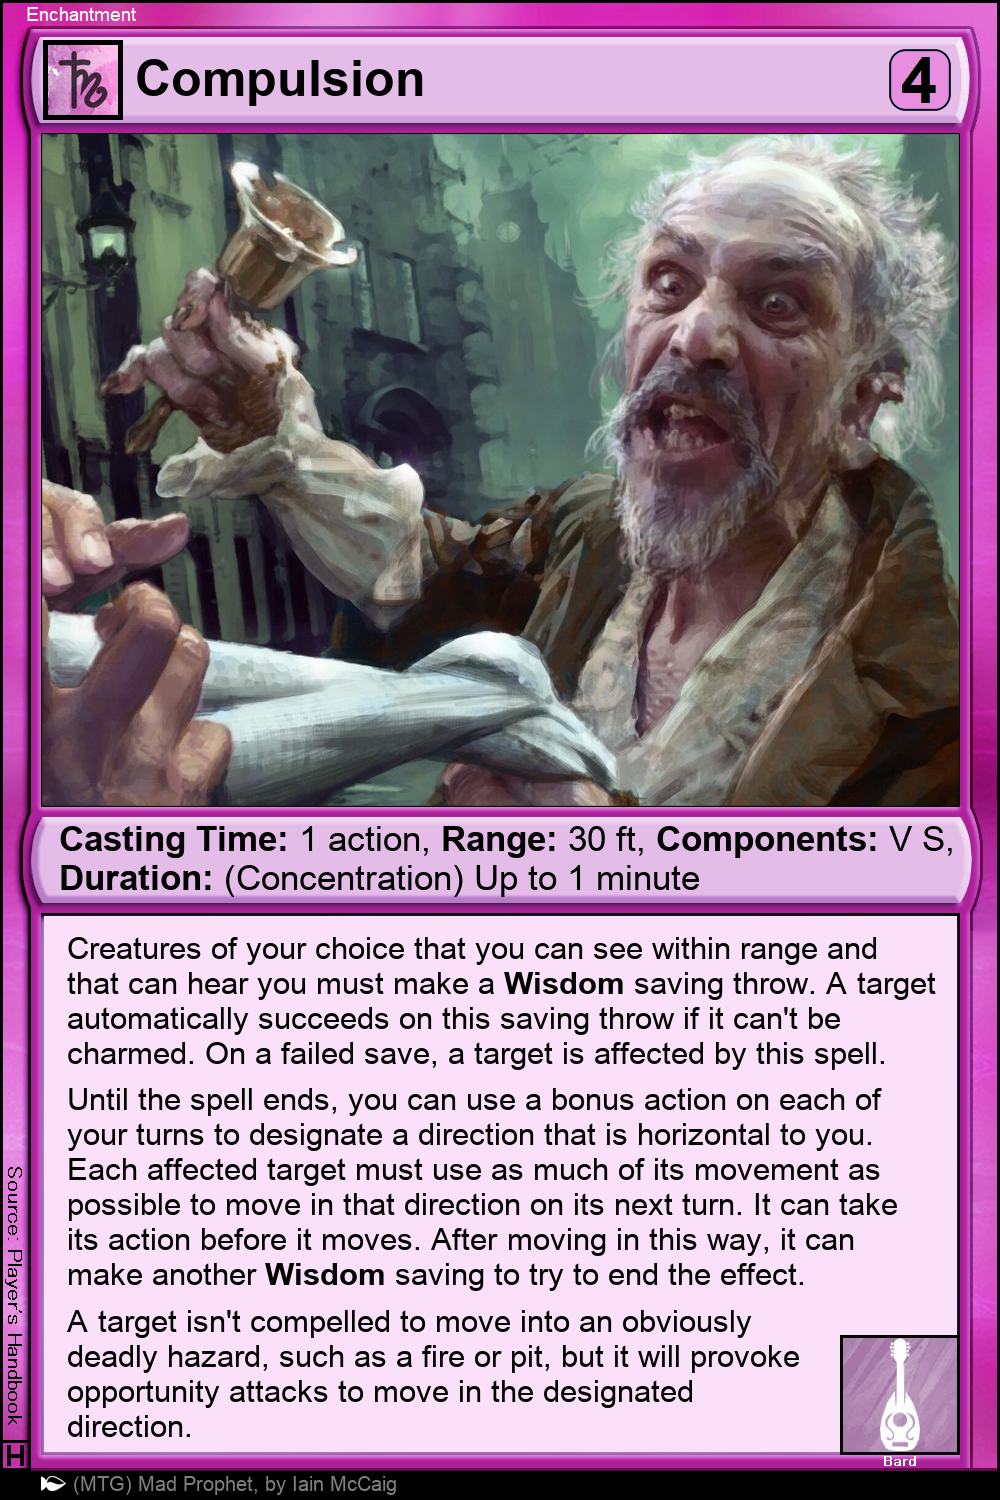 Enchantment
Compulsion
4
Casting Time: 1 action, Range: 30 ft, Components: V S,
Duration: (Concentration) Up to 1 minute
Creatures of your choice that you can see within range and
that can hear you must make a Wisdom saving throw. A target
automatically succeeds on this saving throw if it can't be
charmed. On a failed save, a target is affected by this spell.
Until the spell ends, you can use a bonus action on each of
your turns to designate a direction that is horizontal to you.
Each affected target must use as much of its movement as
possible to move in that direction on its next turn. It can take
its action before it moves. After moving in this way, it can
make another Wisdom saving to try to end the effect.
A target isn't compelled to move into an obviously
deadly hazard, such as a fire or pit, but it will provoke
opportunity attacks to move in the designated
direction.
Bard
Source: Player's Handbook
H
(MTG) Mad Prophet, by Iain McCaig